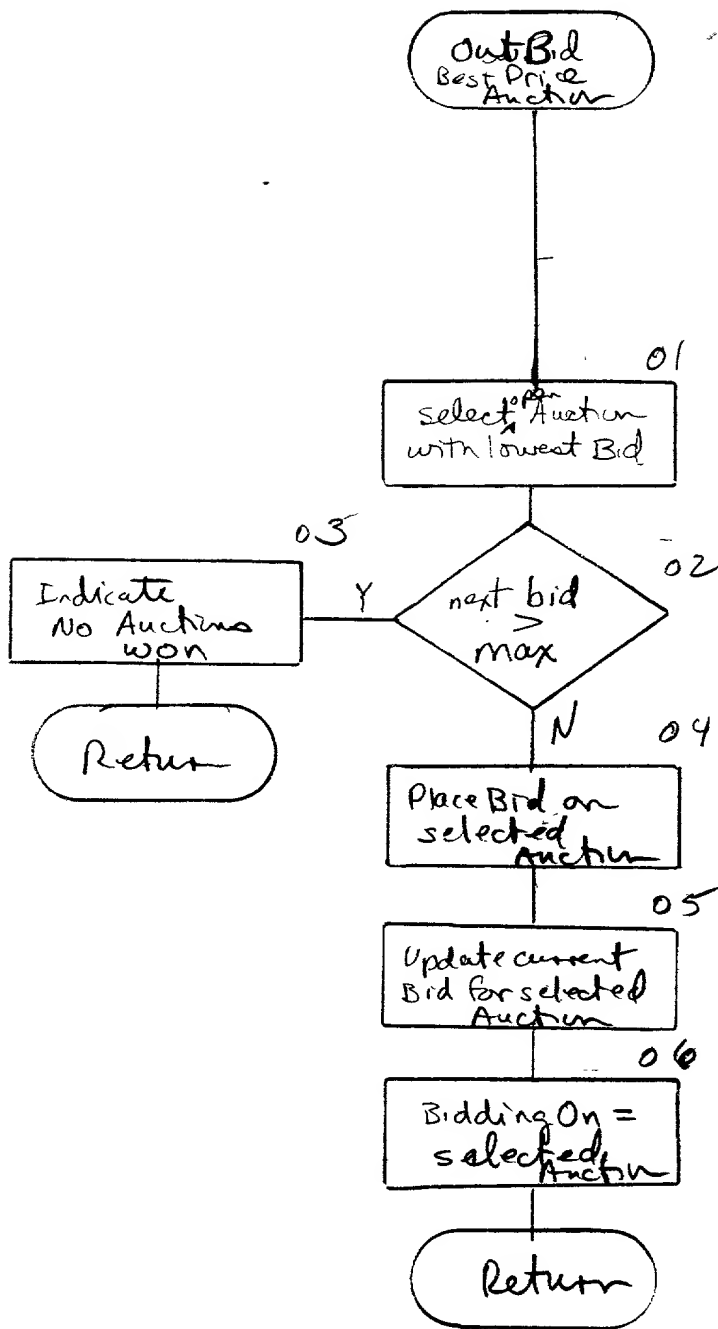 OutBid
Best Price
Auction
01
select open Auction
with lowest Bid
02
next bid
>
max
Y
03
Indicate
No Auctions
won
Return
N
04
Place Bid on
selected
Auction
05
Update current
Bid for selected
Auction
06
Bidding On =
selected
Auction
Return